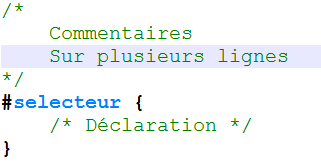 /*
    Commentaires
    Sur plusieurs lignes
*/
#selecteur {
    /* Déclaration */
}